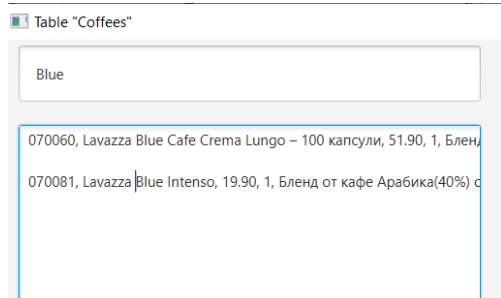 Table "Coffees"
Blue
070060, Lavazza Blue Cafe Crema Lungo – 100 капсули, 51.90, 1, Бленд
070081, Lavazza Blue Intenso, 19.90, 1, Бленд от кафе Арабика(40%) с